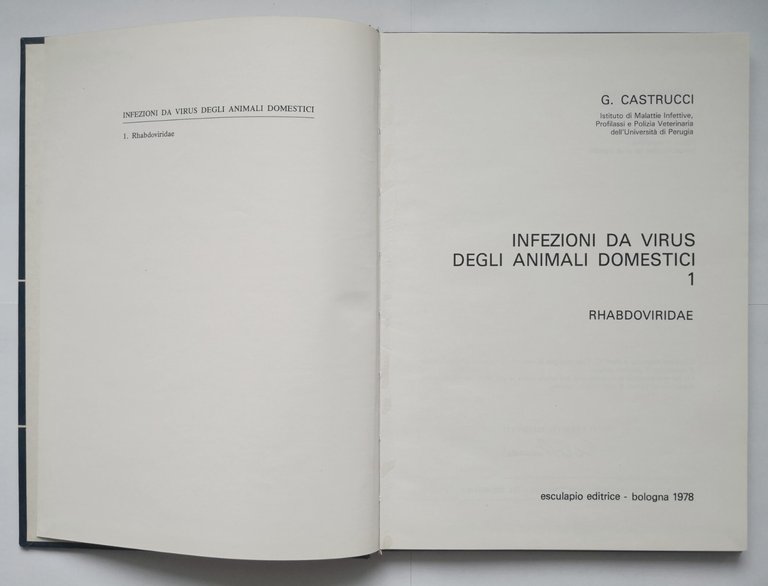 INFEZIONI DA VIRUS DEGLI ANIMALI DOMESTICI
1. Rhabdoviridae
G. CASTRUCCI
Istituto di Malattie Infettive,
Profilassi e Polizia Veterinaria
dell'Università di Perugia
INFEZIONI DA VIRUS
DEGLI ANIMALI DOMESTICI
1
RHABDOVIRIDAE
esculapio editrice - bologna 1978